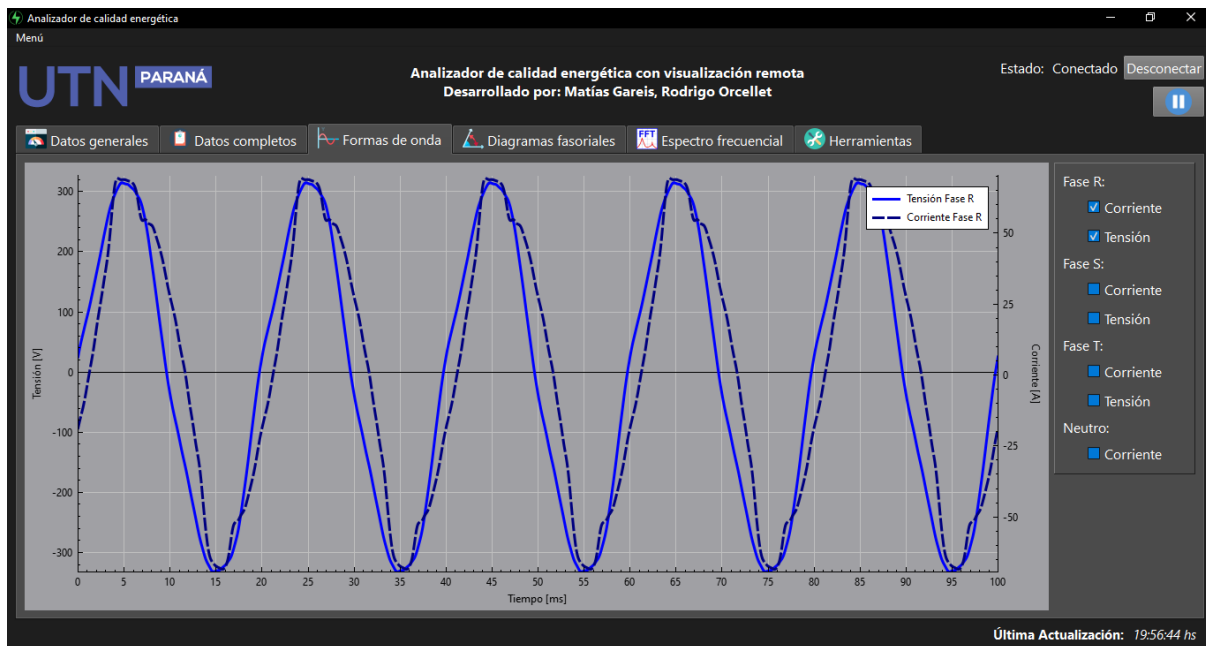 Analizador de calidad energética
Menú
UTN PARANÁ
Analizador de calidad energética con visualización remota
Desarrollado por: Matías Gareis, Rodrigo Orcellet
Estado: Conectado Desconectar
Datos generales Datos completos Formas de onda Diagramas fasoriales FFT Espectro frecuencial Herramientas
Tensión [V]
300
200
100
0
-100
-200
-300
0 5 10 15 20 25 30 35 40 45 50 55 60 65 70 75 80 85 90 95 100
Tiempo [ms]
Tensión Fase R
Corriente Fase R
50
25
0
-25
-50
Corriente [A]
Fase R:
Corriente
Tensión
Fase S:
Corriente
Tensión
Fase T:
Corriente
Tensión
Neutro:
Corriente
Última Actualización: 19:56:44 hs